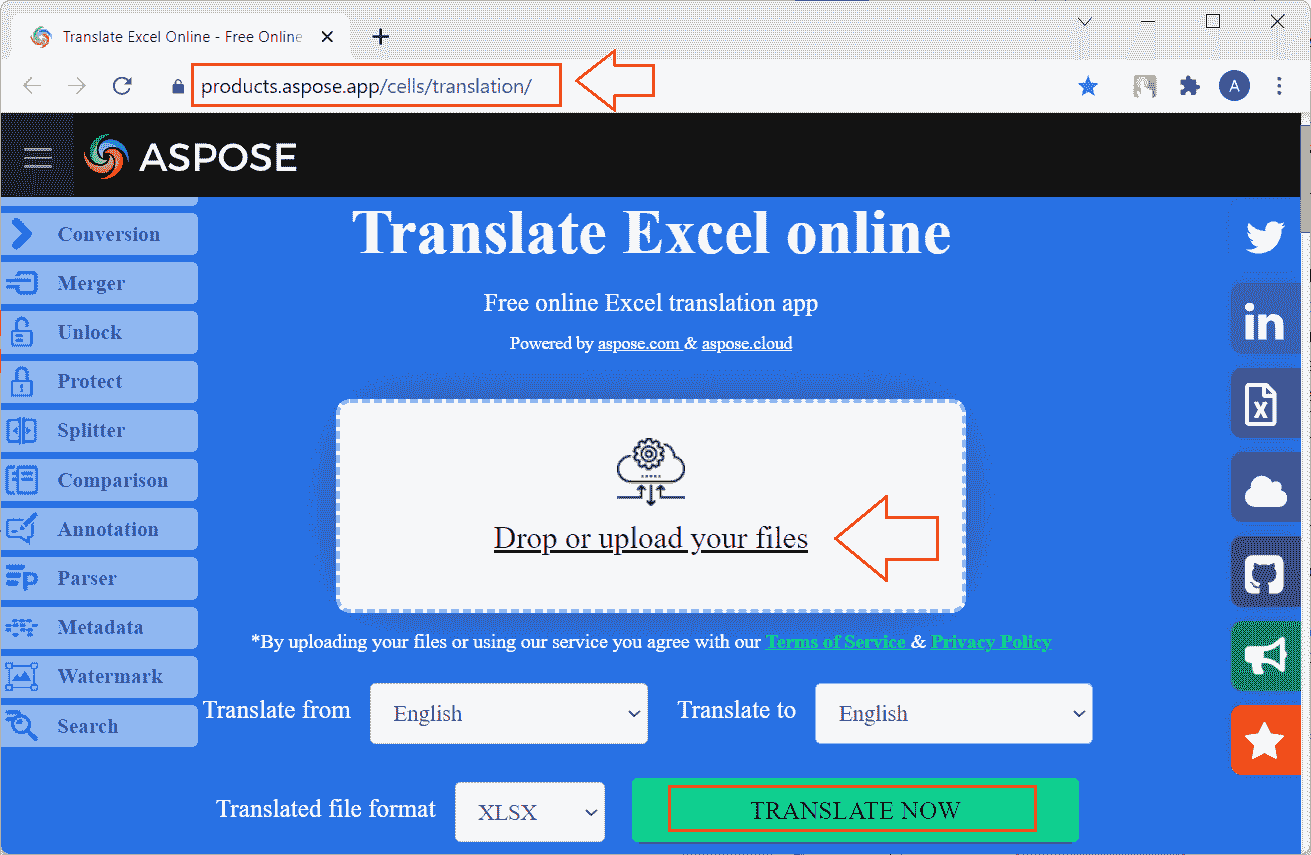 Translate Excel Online - Free Online
products.aspose.app/cells/translation/
A
ASPOSE
Conversion
Merger
Unlock
Protect
Splitter
Comparison
Annotation
Parser
Metadata
Watermark
Search
Translate Excel online
Free online Excel translation app
Powered by aspose.com & aspose.cloud
Drop or upload your files
*By uploading your files or using our service you agree with our Terms of Service & Privacy Policy
Translate from English Translate to English
Translated file format XLSX TRANSLATE NOW
in
X